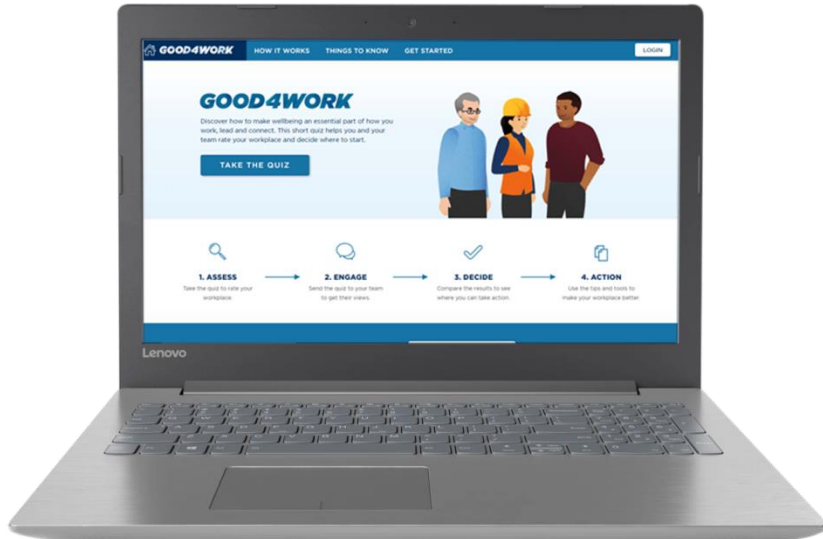 GOOD4WORK HOW IT WORKS THINGS TO KNOW GET STARTED LOGIN
GOOD4WORK
Discover how to make wellbeing an essential part of how you
work, lead and connect. This short quiz helps you and your
team rate your workplace and decide where to start.
TAKE THE QUIZ
1. ASSESS
Take the quiz to rate your
workplace.
2. ENGAGE
Send the quiz to your team
to get their views.
3. DECIDE
Compare the results to see
where you can take action.
4. ACTION
Use the tips and tools to
make your workplace better.
Lenovo